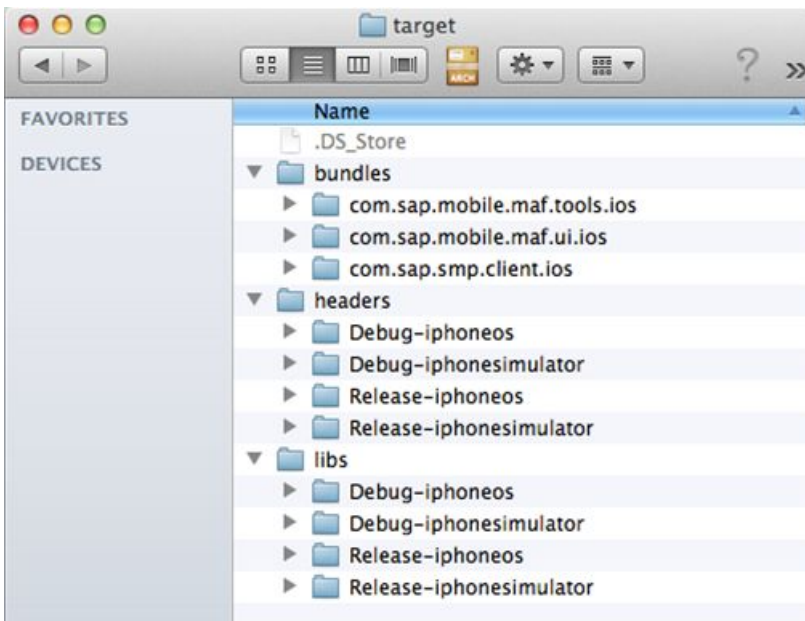 target
ARCH
?
»
FAVORITES
DEVICES
Name
.DS_Store
bundles
com.sap.mobile.maf.tools.ios
com.sap.mobile.maf.ui.ios
com.sap.smp.client.ios
headers
Debug-iphoneos
Debug-iphonesimulator
Release-iphoneos
Release-iphonesimulator
libs
Debug-iphoneos
Debug-iphonesimulator
Release-iphoneos
Release-iphonesimulator